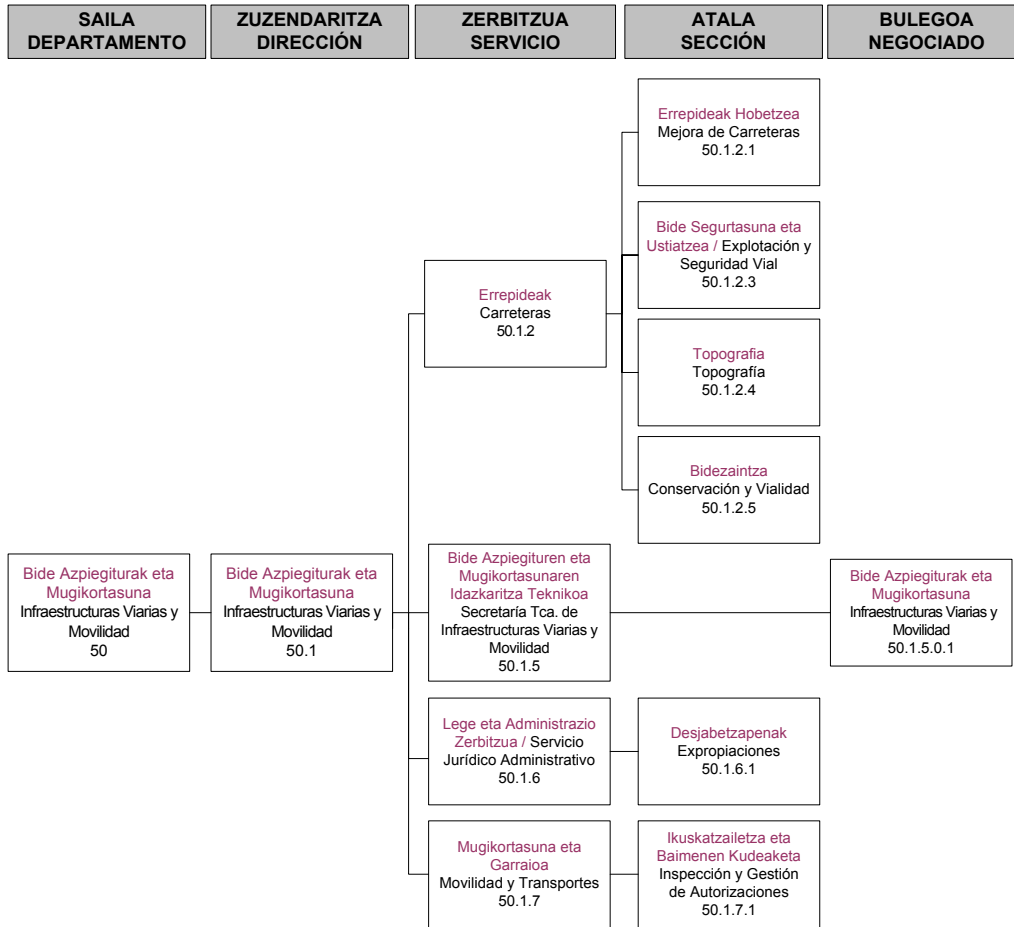 SAILA
DEPARTAMENTO
ZUZENDARITZA
DIRECCIÓN
ZERBITZUA
SERVICIO
ATALA
SECCIÓN
BULEGOA
NEGOCIADO
Errepideak Hobetzea
Mejora de Carreteras
50.1.2.1
Bide Segurtasuna eta
Ustiatzea / Explotación y
Seguridad Vial
50.1.2.3
Errepideak
Carreteras
50.1.2
Topografia
Topografía
50.1.2.4
Bidezaintza
Conservación y Vialidad
50.1.2.5
Bide Azpiegiturak eta
Mugikortasuna
Infraestructuras Viarias y
Movilidad
50
Bide Azpiegiturak eta
Mugikortasuna
Infraestructuras Viarias y
Movilidad
50.1
Bide Azpiegituren eta
Mugikortasunaren
Idazkaritza Teknikoa
Secretaría Tca. de
Infraestructuras Viarias y
Movilidad
50.1.5
Bide Azpiegiturak eta
Mugikortasuna
Infraestructuras Viarias y
Movilidad
50.1.5.0.1
Lege eta Administrazio
Zerbitzua / Servicio
Jurídico Administrativo
50.1.6
Desjabetzapenak
Expropiaciones
50.1.6.1
Mugikortasuna eta
Garraioa
Movilidad y Transportes
50.1.7
Ikuskatzailetza eta
Baimenen Kudeaketa
Inspección y Gestión
de Autorizaciones
50.1.7.1